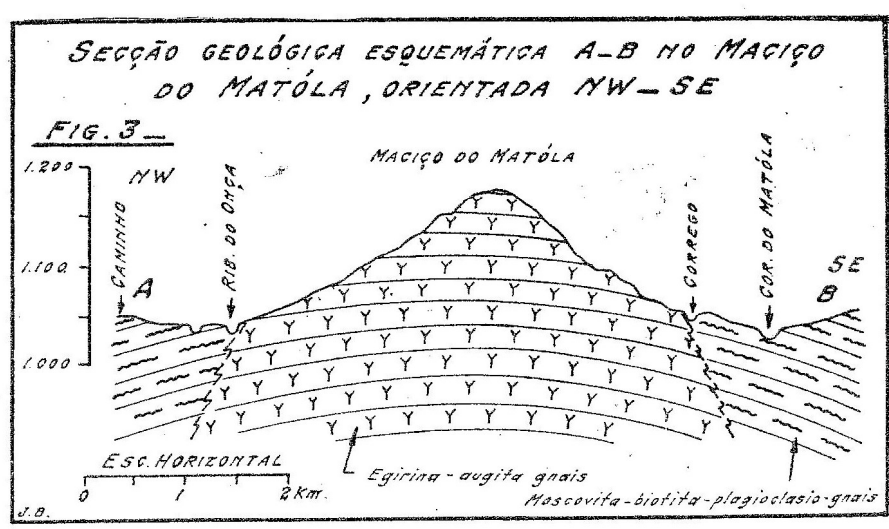 SECÇÃO GEOLÓGICA ESQUEMÁTICA A-B NO MACIÇO
DO MATÓLA, ORIENTADA NW-SE
FIG. 3-
1.200
NW
MACIÇO DO MATÓLA
CAMINHO
RIB. DO ONÇA
CORREGO
COR. DO MATÓLA
1.100
A
SE
B
1.000
ESC. HORIZONTAL
0 1 2 Km.
Egirina-augita gnais
Moscovita-biotita-plagioclasio-gnais
J.B.